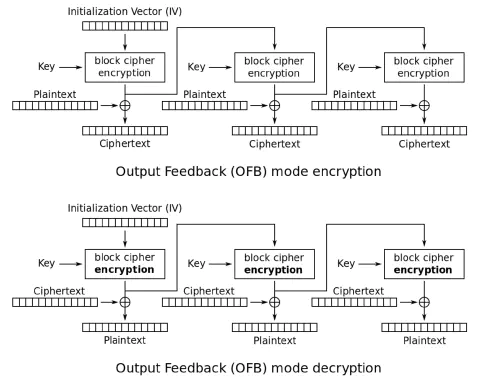 Initialization Vector (IV)
Key
block cipher
encryption
Key
block cipher
encryption
Key
block cipher
encryption
Plaintext
Plaintext
Plaintext
Ciphertext
Ciphertext
Ciphertext
Output Feedback (OFB) mode encryption
Initialization Vector (IV)
Key
block cipher
encryption
Key
block cipher
encryption
Key
block cipher
encryption
Ciphertext
Ciphertext
Ciphertext
Plaintext
Plaintext
Plaintext
Output Feedback (OFB) mode decryption